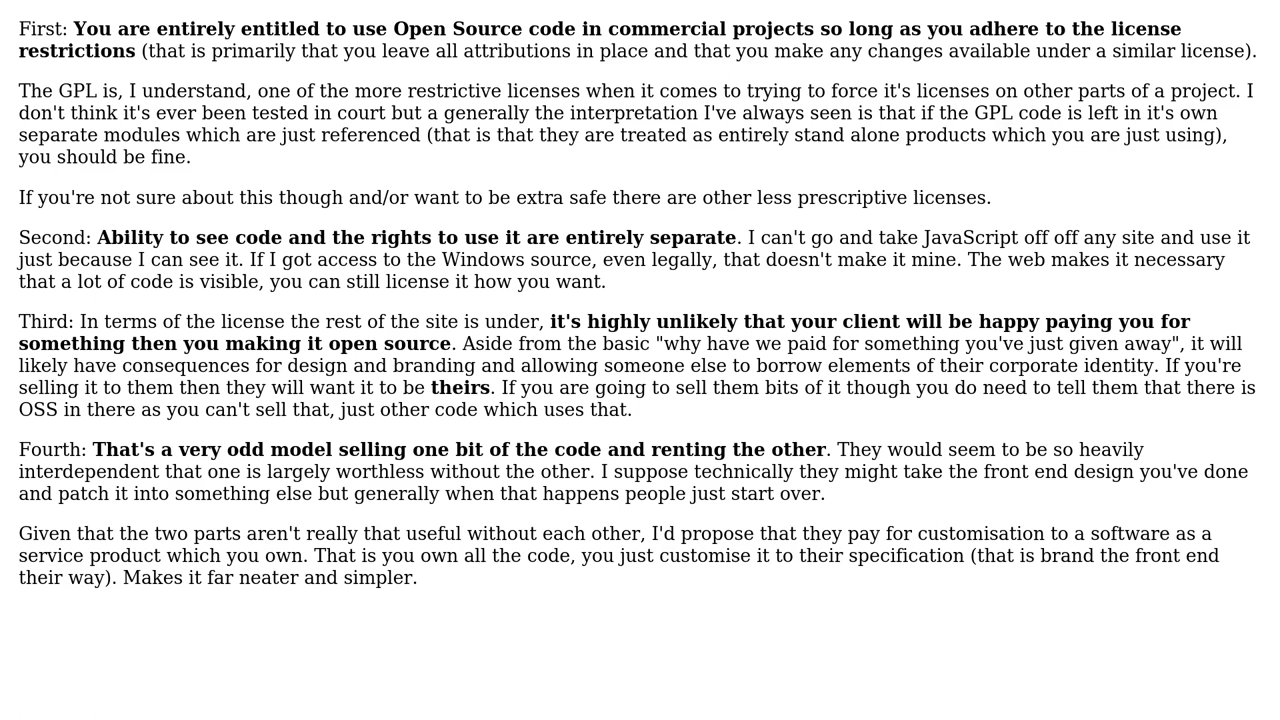 First: You are entirely entitled to use Open Source code in commercial projects so long as you adhere to the license
restrictions (that is primarily that you leave all attributions in place and that you make any changes available under a similar license).
The GPL is, I understand, one of the more restrictive licenses when it comes to trying to force it's licenses on other parts of a project. I
don't think it's ever been tested in court but a generally the interpretation I've always seen is that if the GPL code is left in it's own
separate modules which are just referenced (that is that they are treated as entirely stand alone products which you are just using),
you should be fine.
If you're not sure about this though and/or want to be extra safe there are other less prescriptive licenses.
Second: Ability to see code and the rights to use it are entirely separate. I can't go and take JavaScript off off any site and use it
just because I can see it. If I got access to the Windows source, even legally, that doesn't make it mine. The web makes it necessary
that a lot of code is visible, you can still license it how you want.
Third: In terms of the license the rest of the site is under, it's highly unlikely that your client will be happy paying you for
something then you making it open source. Aside from the basic "why have we paid for something you've just given away", it will
likely have consequences for design and branding and allowing someone else to borrow elements of their corporate identity. If you're
selling it to them then they will want it to be theirs. If you are going to sell them bits of it though you do need to tell them that there is
OSS in there as you can't sell that, just other code which uses that.
Fourth: That's a very odd model selling one bit of the code and renting the other. They would seem to be so heavily
interdependent that one is largely worthless without the other. I suppose technically they might take the front end design you've done
and patch it into something else but generally when that happens people just start over.
Given that the two parts aren't really that useful without each other, I'd propose that they pay for customisation to a software as a
service product which you own. That is you own all the code, you just customise it to their specification (that is brand the front end
their way). Makes it far neater and simpler.